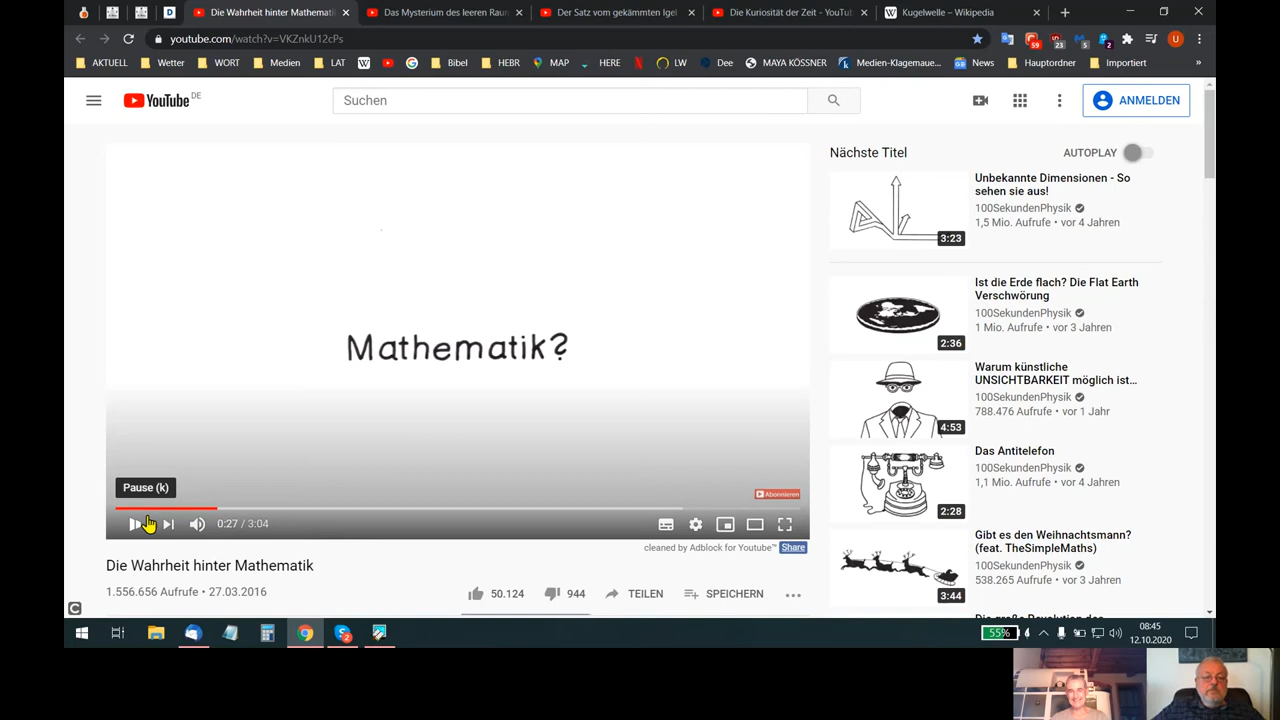 Die Wahrheit hinter Mathemati
Das Mysterium des leeren Raur
Der Satz vom gekämmten Igel
Die Kuriosität der Zeit - YouTu
Kugelwelle – Wikipedia
youtube.com/watch?v=VKZnkU12cPs
59
23
5
2
U
AKTUELL
Wetter
WORT
Medien
LAT
Bibel
HEBR
MAP
HERE
LW
Dee
MAYA KÖSSNER
Medien-Klagemaue...
News
Hauptordner
Importiert
»
YouTube DE
Suchen
ANMELDEN
Mathematik?
Pause (k)
Abonnieren
0:27 / 3:04
cleaned by Adblock for Youtube™ Share
Die Wahrheit hinter Mathematik
1.556.656 Aufrufe • 27.03.2016
50.124
944
TEILEN
SPEICHERN
Nächste Titel
AUTOPLAY
3:23
Unbekannte Dimensionen - So
sehen sie aus!
100SekundenPhysik
1,5 Mio. Aufrufe • vor 4 Jahren
2:36
Ist die Erde flach? Die Flat Earth
Verschwörung
100SekundenPhysik
1 Mio. Aufrufe • vor 3 Jahren
4:53
Warum künstliche
UNSICHTBARKEIT möglich ist...
100SekundenPhysik
788.476 Aufrufe • vor 1 Jahr
2:28
Das Antitelefon
100SekundenPhysik
1,1 Mio. Aufrufe • vor 4 Jahren
3:44
Gibt es den Weihnachtsmann?
(feat. TheSimpleMaths)
100SekundenPhysik
538.265 Aufrufe • vor 3 Jahren
55%
08:45
12.10.2020